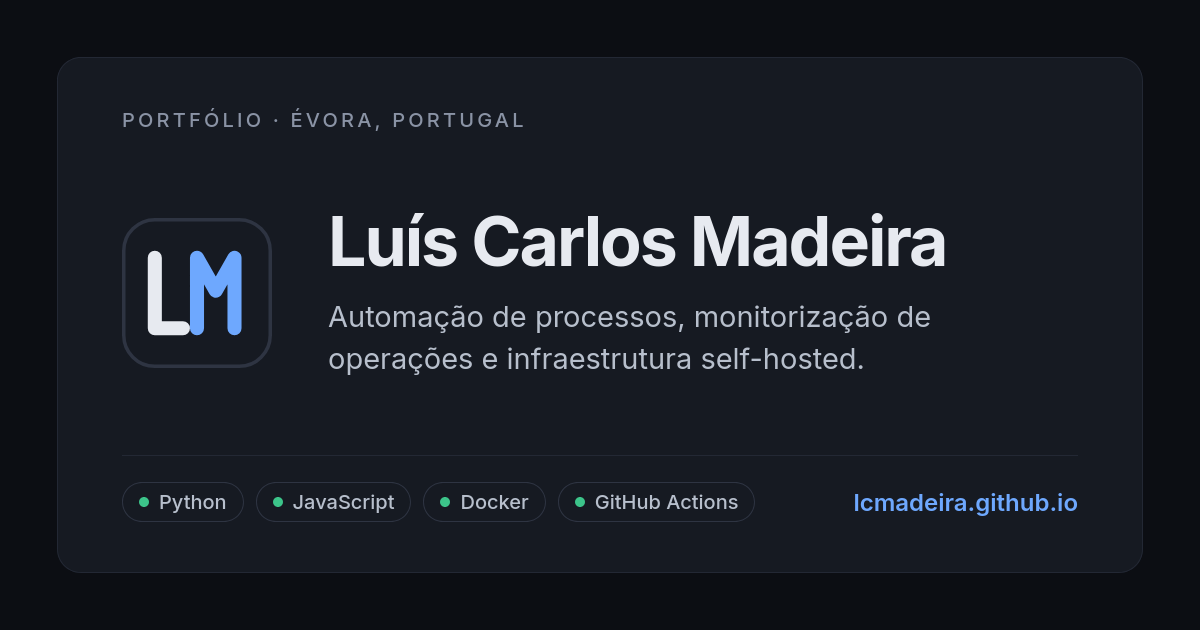 PORTFÓLIO · ÉVORA, PORTUGAL
LM
Luís Carlos Madeira
Automação de processos, monitorização de
operações e infraestrutura self-hosted.
Python
JavaScript
Docker
GitHub Actions
lcmadeira.github.io